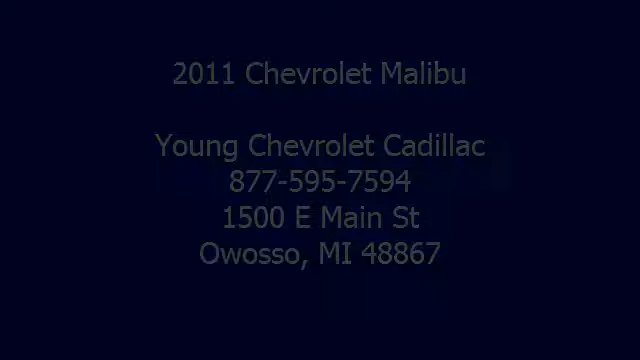 2011 Chevrolet Malibu
Young Chevrolet Cadillac
877-595-7594
1500 E Main St
Owosso, MI 48867